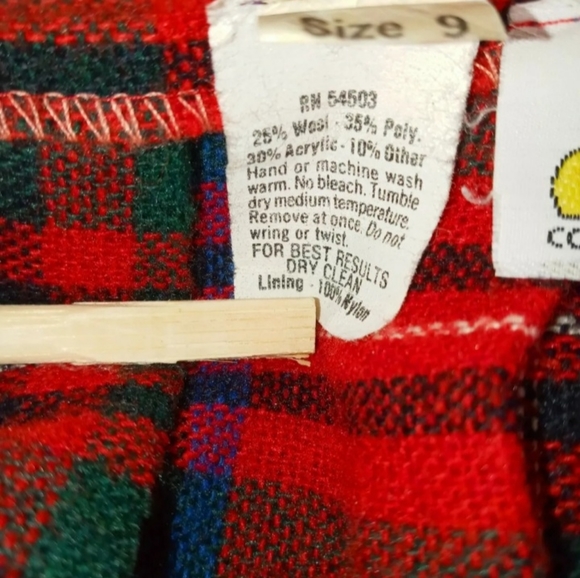 Size 9
RN 54503
25% Wool - 35% Poly.
30% Acrylic - 10% Other
Hand or machine wash
warm. No bleach. Tumble
dry medium temperature.
Remove at once. Do not
wring or twist.
FOR BEST RESULTS
DRY CLEAN
Lining - 100% Nylon